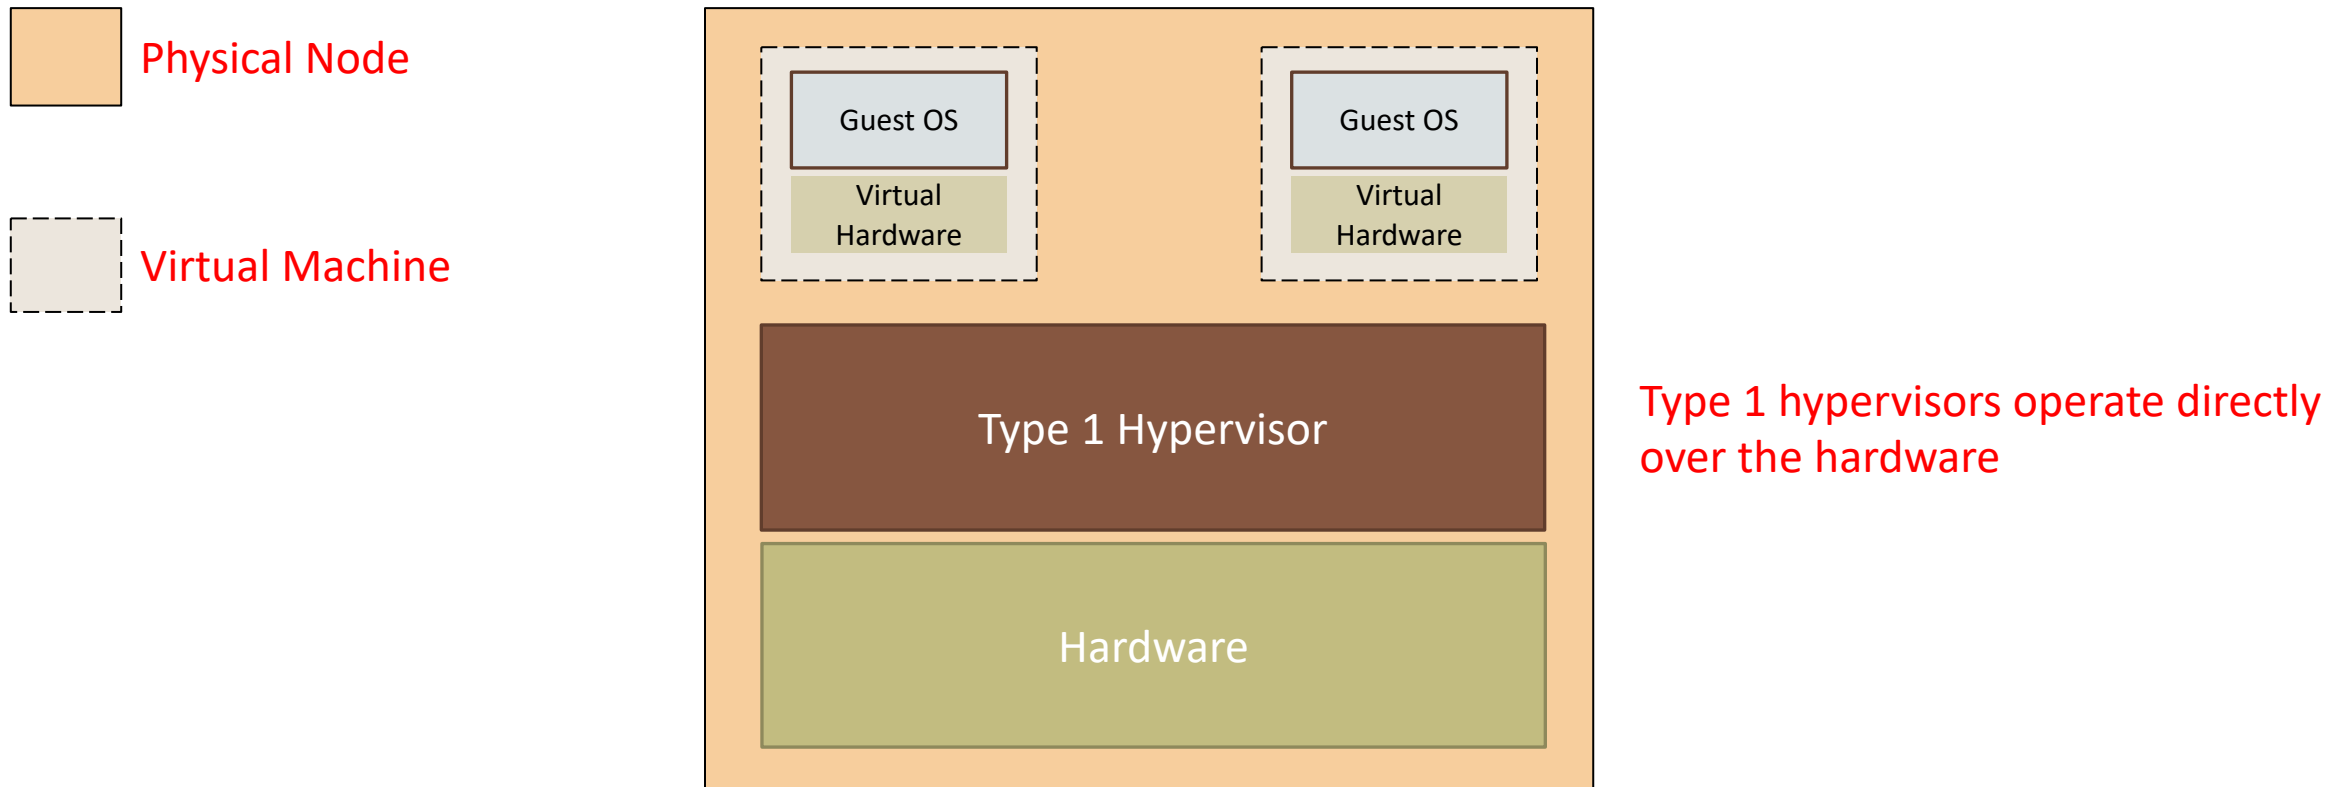 Physical Node
Virtual Machine
Guest OS
Virtual
Hardware
Guest OS
Virtual
Hardware
Type 1 Hypervisor
Hardware
Type 1 hypervisors operate directly
over the hardware